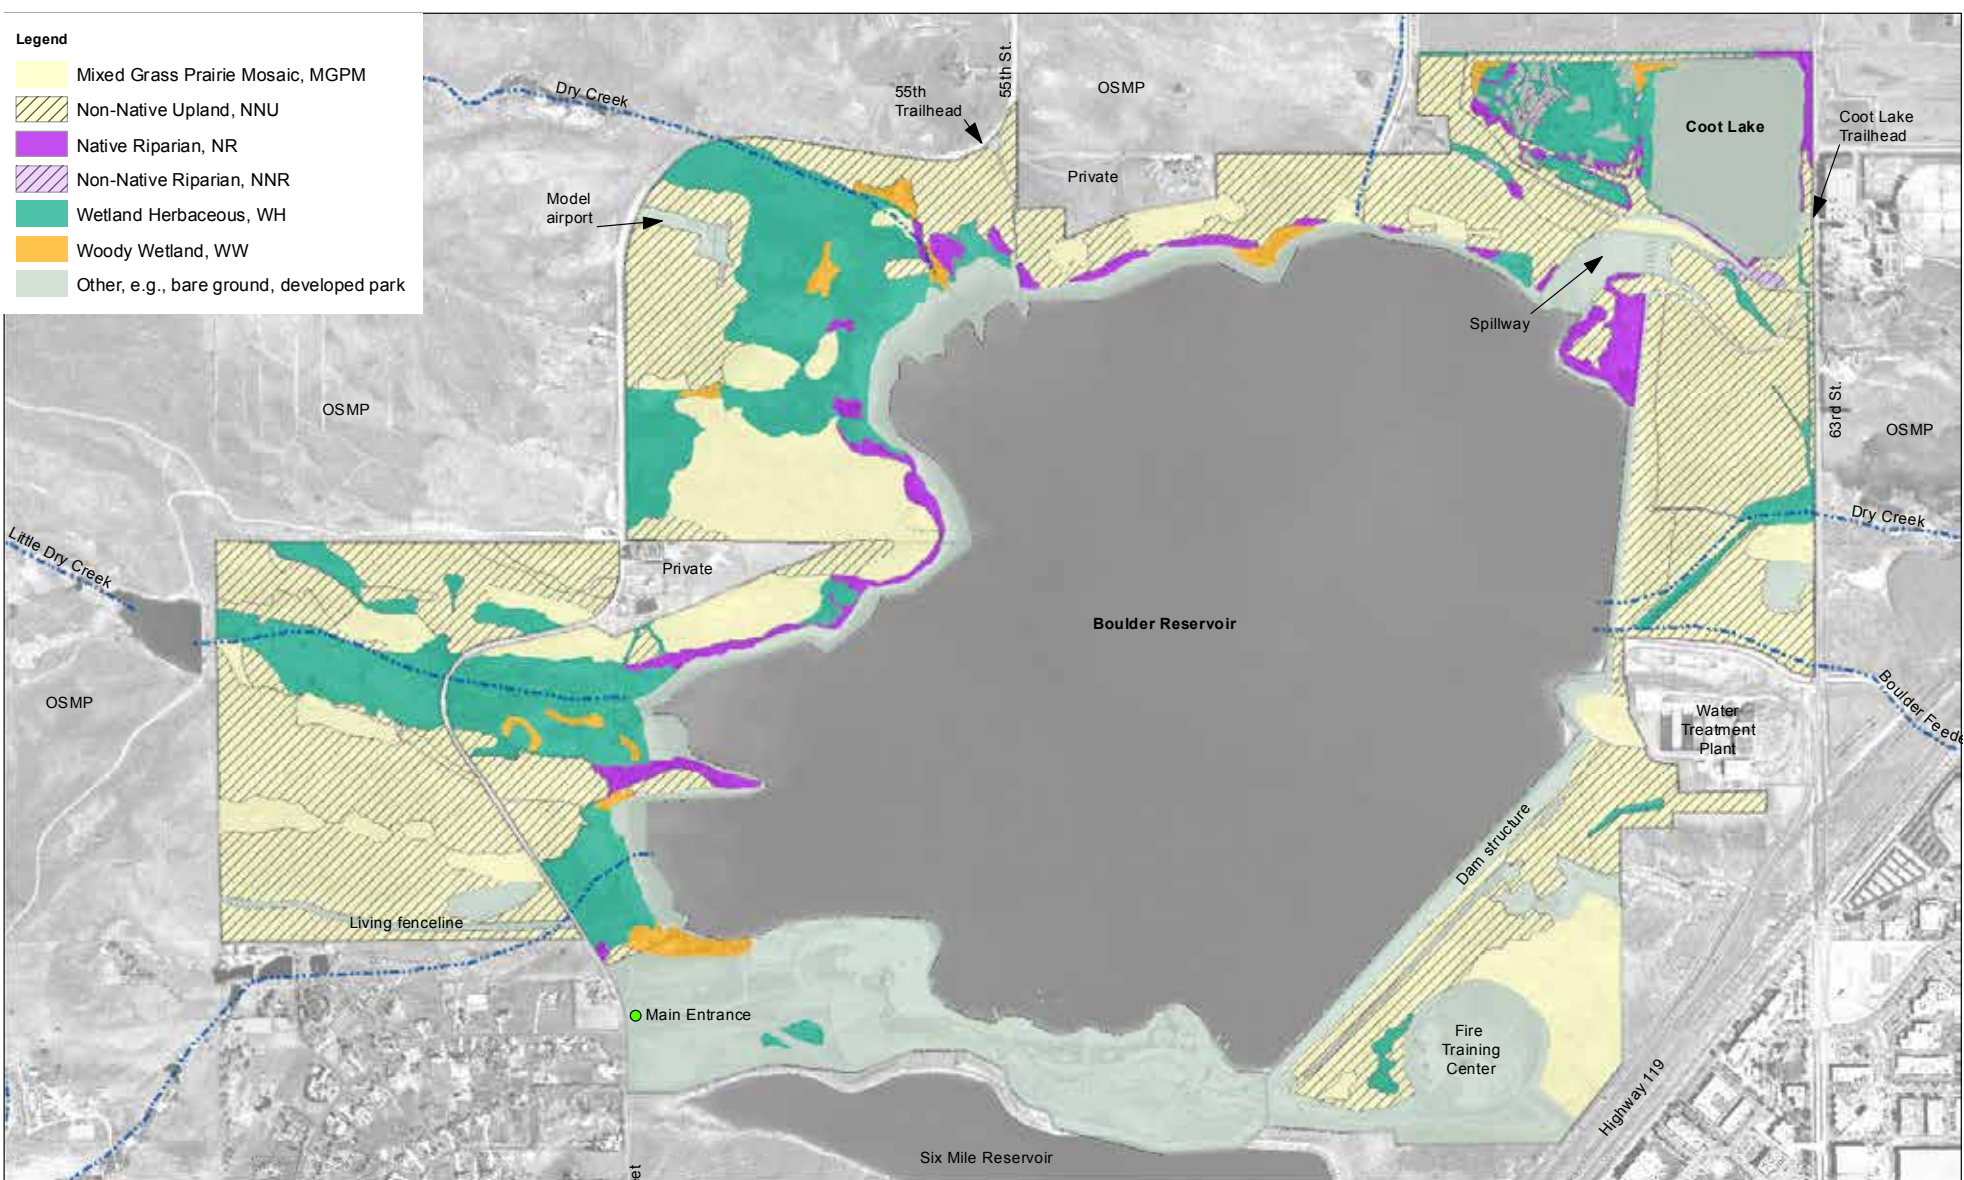 Legend
Mixed Grass Prairie Mosaic, MGPM
Non-Native Upland, NNU
Native Riparian, NR
Non-Native Riparian, NNR
Wetland Herbaceous, WH
Woody Wetland, WW
Other, e.g., bare ground, developed park
Dry Creek
55th
Trailhead
55th St.
OSMP
Coot Lake
Coot Lake
Trailhead
Private
Model
airport
Spillway
OSMP
63rd St.
OSMP
Little Dry Creek
Private
Dry Creek
Boulder Reservoir
OSMP
Boulder Feede
Water
Treatment
Plant
Dam structure
Living fenceline
Main Entrance
Fire
Training
Center
Highway 119
Six Mile Reservoir
et